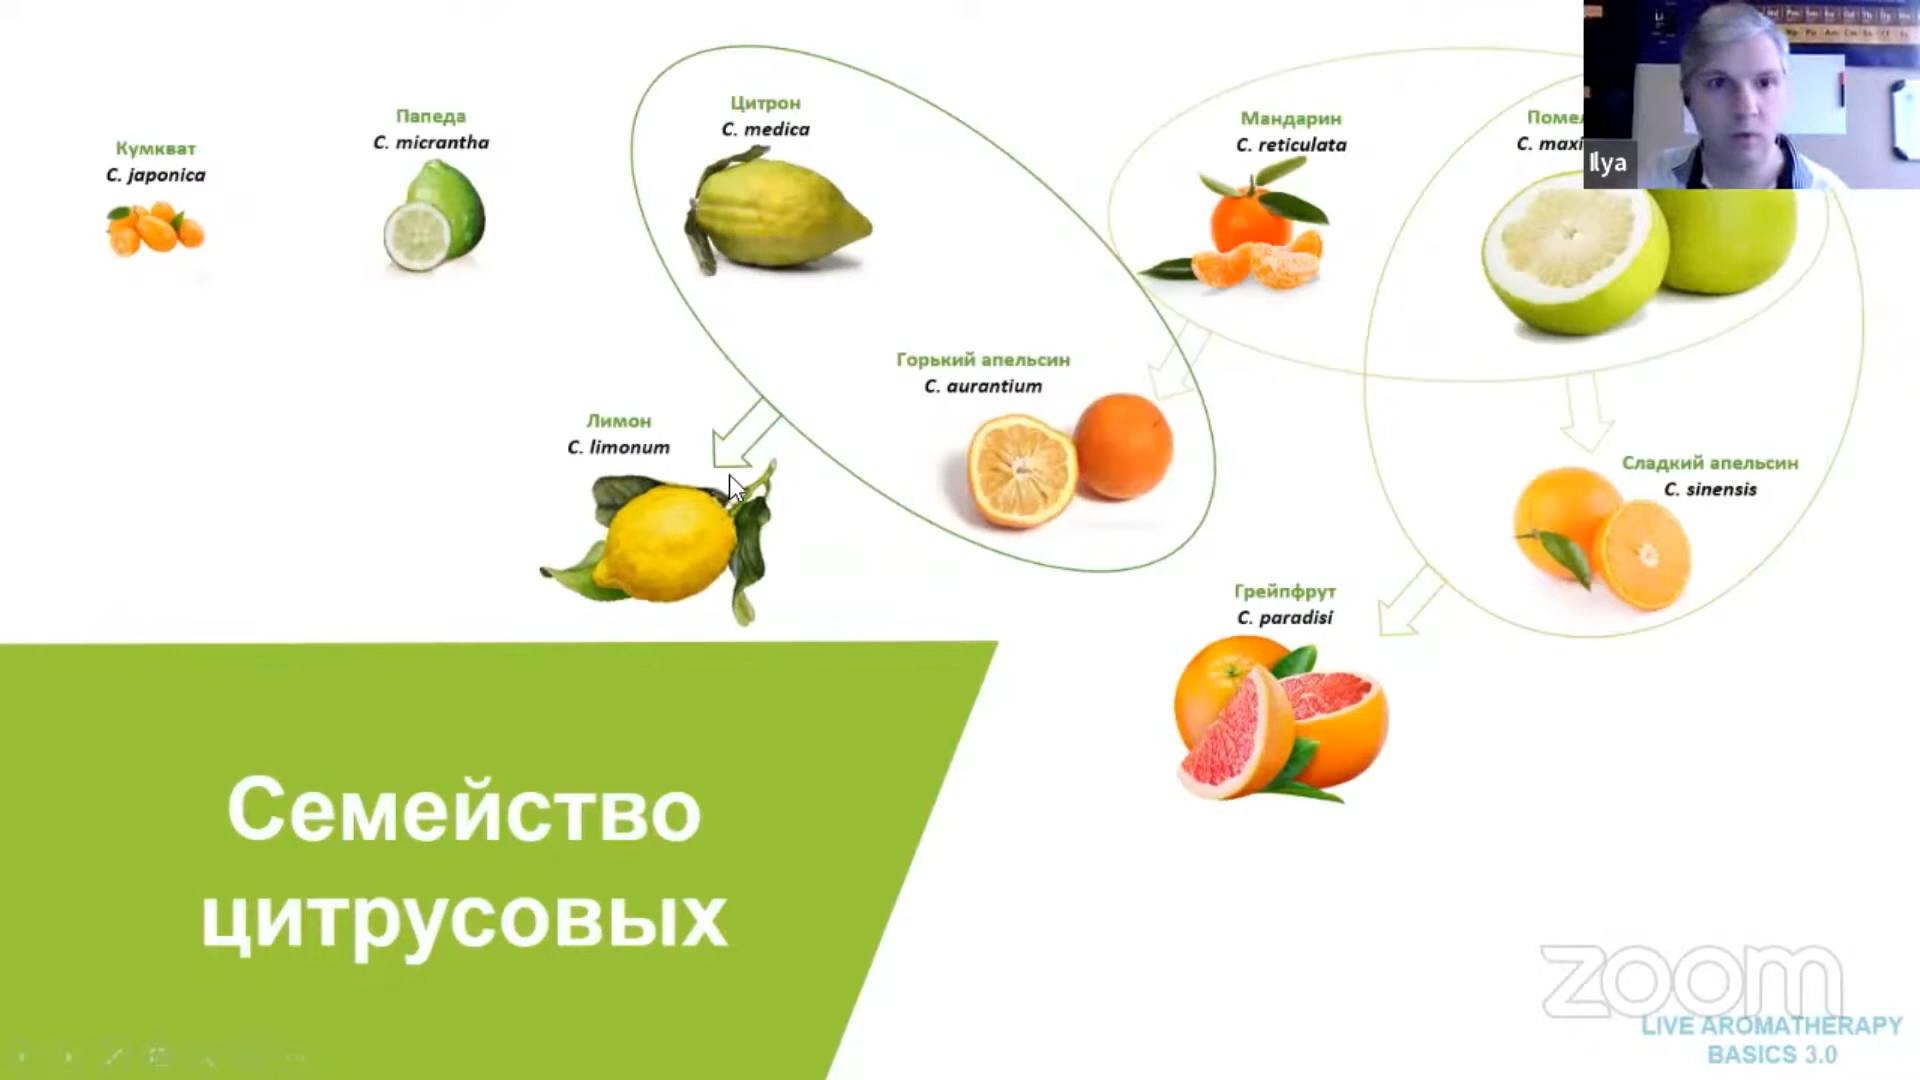 Кумкват
C. japonica
Папеда
C. micrantha
Цитрон
C. medica
Мандарин
C. reticulata
Ilya
Горький апельсин
C. aurantium
Лимон
C. limonum
Сладкий апельсин
C. sinensis
Грейпфрут
C. paradisi
Семейство
цитрусовых
zoom
LIVE AROMATHERAPY
BASICS 3.0